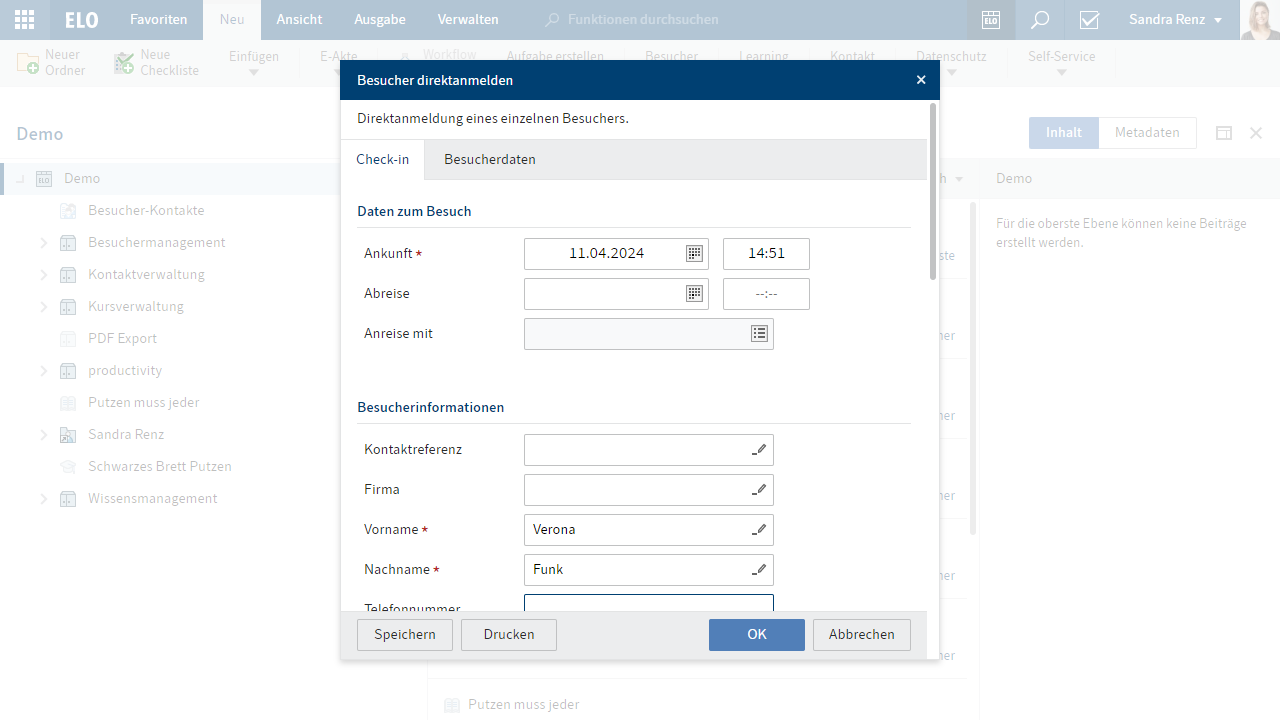 ELO Favoriten Neu Ansicht Ausgabe Verwalten Funktionen durchsuchen ELO Sandra Renz
Neuer Ordner
Neue Checkliste
Einfügen
E-Akte
Workflow
Aufgabe erstellen
Besucher
Learning
Kontakt
Datenschutz
Self-Service
Demo
Inhalt Metadaten
ELO Demo
Besucher-Kontakte
Besuchermanagement
Kontaktverwaltung
Kursverwaltung
PDF Export
productivity
Putzen muss jeder
Sandra Renz
Schwarzes Brett Putzen
Wissensmanagement
Besucher direktanmelden
Direktanmeldung eines einzelnen Besuchers.
Check-in Besucherdaten
Daten zum Besuch
Ankunft * 11.04.2024 14:51
Abreise --:--
Anreise mit
Besucherinformationen
Kontaktreferenz
Firma
Vorname * Verona
Nachname * Funk
Telefonnummer
Speichern Drucken OK Abbrechen
Putzen muss jeder
Demo
Für die oberste Ebene können keine Beiträge
erstellt werden.